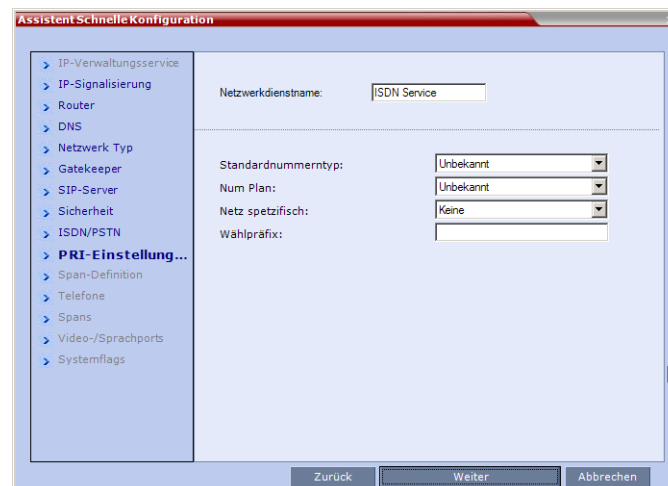 Assistent Schnelle Konfiguration
IP-Verwaltungsservice
IP-Signalisierung
Router
DNS
Netzwerk Typ
Gatekeeper
SIP-Server
Sicherheit
ISDN/PSTN
PRI-Einstellung...
Span-Definition
Telefone
Spans
Video-/Sprachports
Systemflags
Netzwerkdienstname: ISDN Service
Standardnummerntyp: Unbekannt
Num Plan: Unbekannt
Netz spetzifisch: Keine
Wählpräfix:
Zurück Weiter Abbrechen